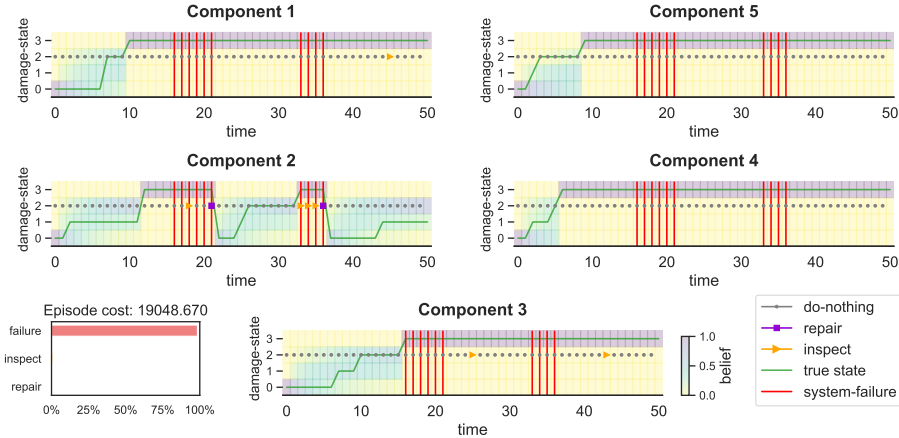 Component 1
damage-state
3
2
1
0
0 10 20 30 40 50
time
Component 5
damage-state
3
2
1
0
0 10 20 30 40 50
time
Component 2
damage-state
3
2
1
0
0 10 20 30 40 50
time
Component 4
damage-state
3
2
1
0
0 10 20 30 40 50
time
Episode cost: 19048.670
failure
inspect
repair
0% 25% 50% 75% 100%
Component 3
damage-state
3
2
1
0
0 10 20 30 40 50
time
1.0
0.5
0.0
belief
do-nothing
repair
inspect
true state
system-failure